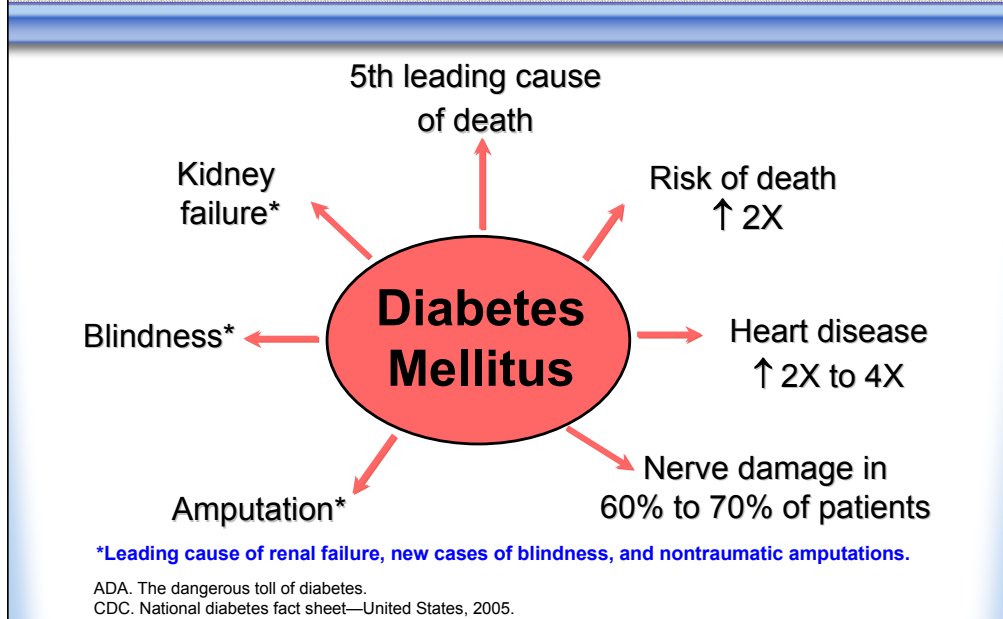 5th leading cause
of death
Kidney
failure*
Risk of death
↑ 2X
Diabetes
Mellitus
Blindness*
Heart disease
↑ 2X to 4X
Amputation*
Nerve damage in
60% to 70% of patients
*Leading cause of renal failure, new cases of blindness, and nontraumatic amputations.
ADA. The dangerous toll of diabetes.
CDC. National diabetes fact sheet—United States, 2005.